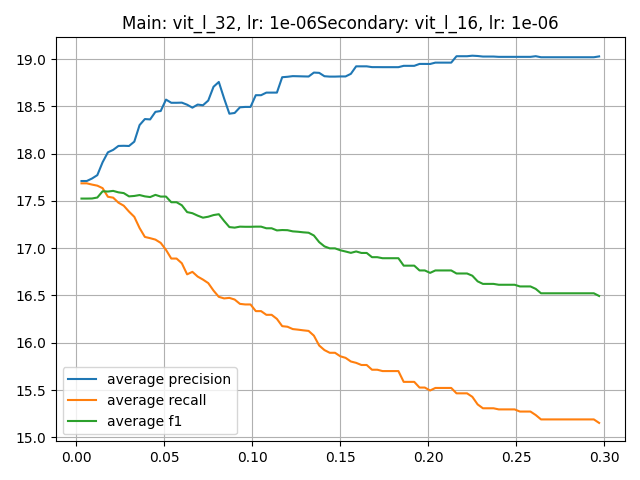 Main: vit_l_32, lr: 1e-06Secondary: vit_l_16, lr: 1e-06
19.0
18.5
18.0
17.5
17.0
16.5
16.0
15.5
15.0
average precision
average recall
average f1
0.00 0.05 0.10 0.15 0.20 0.25 0.30